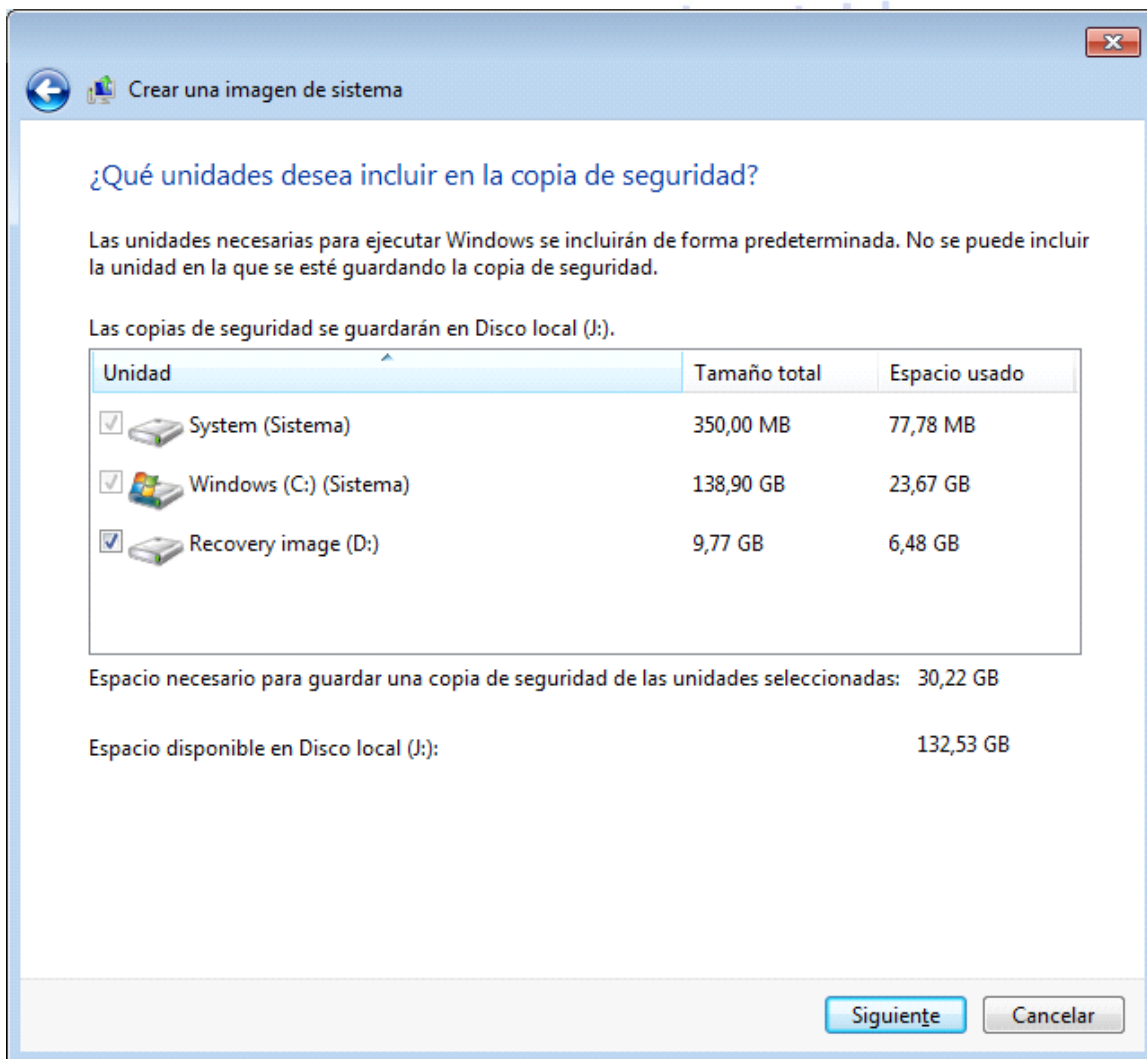 Crear una imagen de sistema
¿Qué unidades desea incluir en la copia de seguridad?
Las unidades necesarias para ejecutar Windows se incluirán de forma predeterminada. No se puede incluir
la unidad en la que se esté guardando la copia de seguridad.
Las copias de seguridad se guardarán en Disco local (J:).
Unidad Tamaño total Espacio usado
System (Sistema) 350,00 MB 77,78 MB
Windows (C:) (Sistema) 138,90 GB 23,67 GB
Recovery image (D:) 9,77 GB 6,48 GB
Espacio necesario para guardar una copia de seguridad de las unidades seleccionadas: 30,22 GB
Espacio disponible en Disco local (J:): 132,53 GB
Siguiente Cancelar